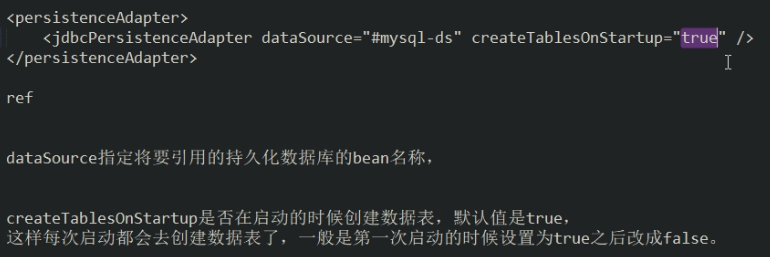 <persistenceAdapter>
<jdbcPersistenceAdapter dataSource="#mysql-ds" createTablesOnStartup="true" />
</persistenceAdapter>
ref
dataSource指定将要引用的持久化数据库的bean名称，
createTablesOnStartup是否在启动的时候创建数据表，默认值是true，
这样每次启动都会去创建数据表了，一般是第一次启动的时候设置为true之后改成false。